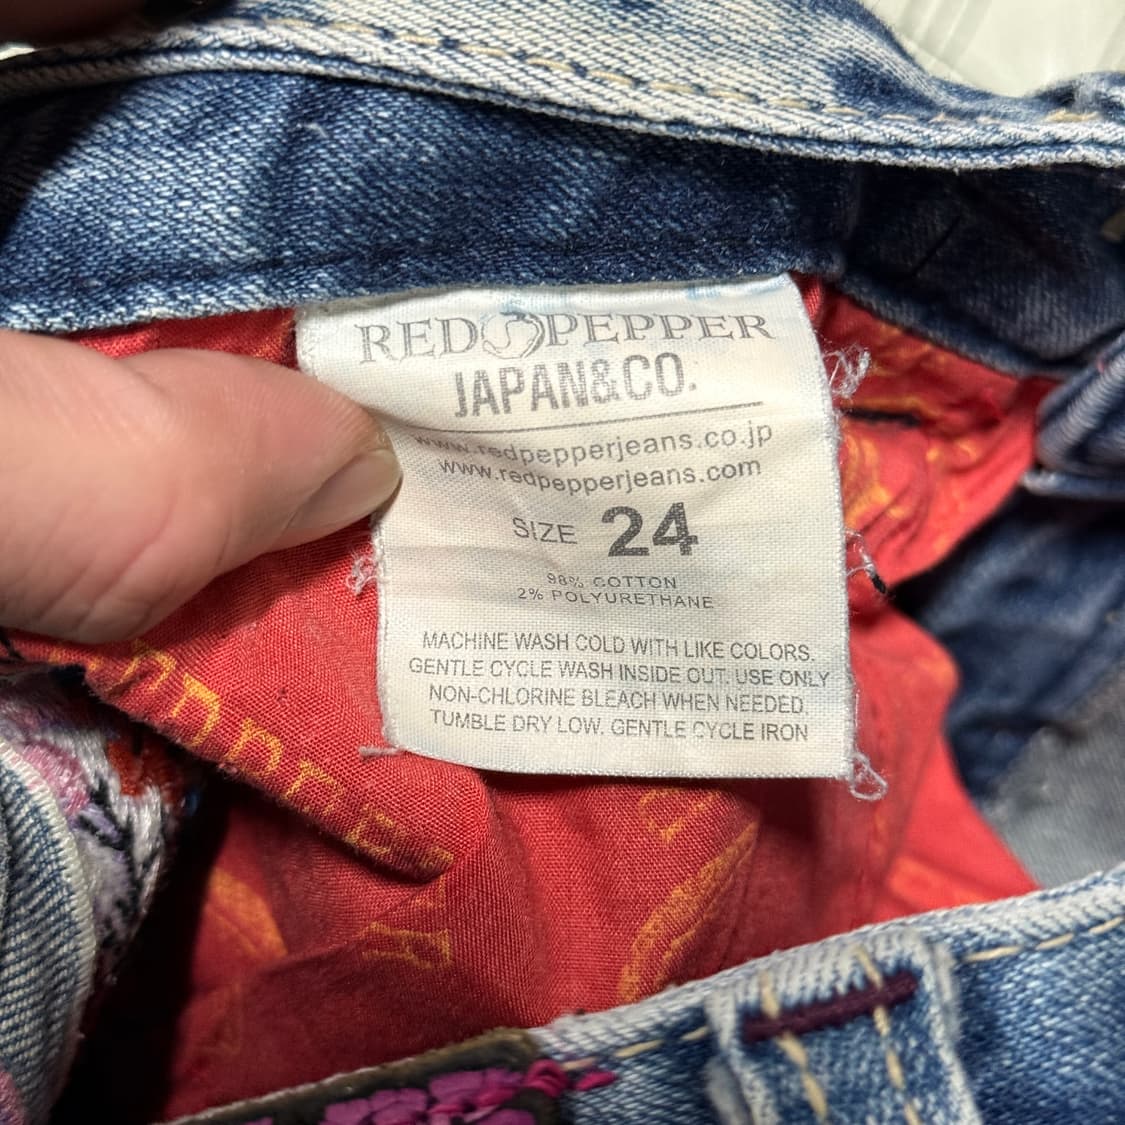 RED PEPPER
JAPAN&CO.
www.redpepperjeans.co.jp
www.redpepperjeans.com
SIZE 24
98% COTTON
2% POLYURETHANE
MACHINE WASH COLD WITH LIKE COLORS.
GENTLE CYCLE WASH INSIDE OUT. USE ONLY
NON-CHLORINE BLEACH WHEN NEEDED.
TUMBLE DRY LOW. GENTLE CYCLE IRON